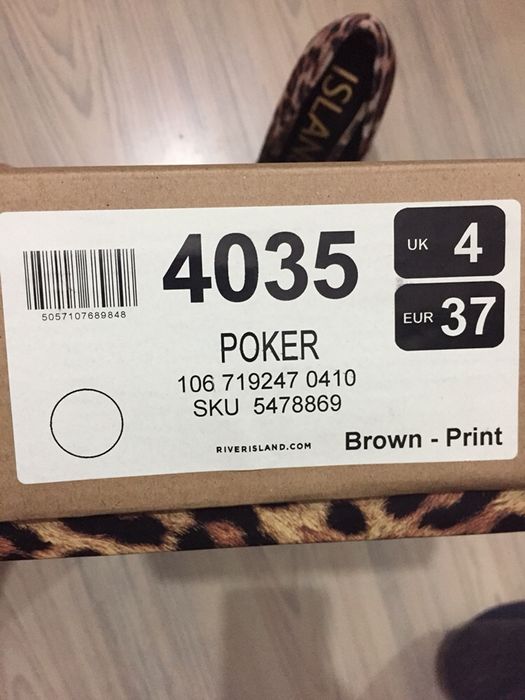 ISLAN
4035
UK 4
EUR 37
5057107689848
POKER
106 719247 0410
SKU 5478869
RIVERISLAND.COM
Brown - Print